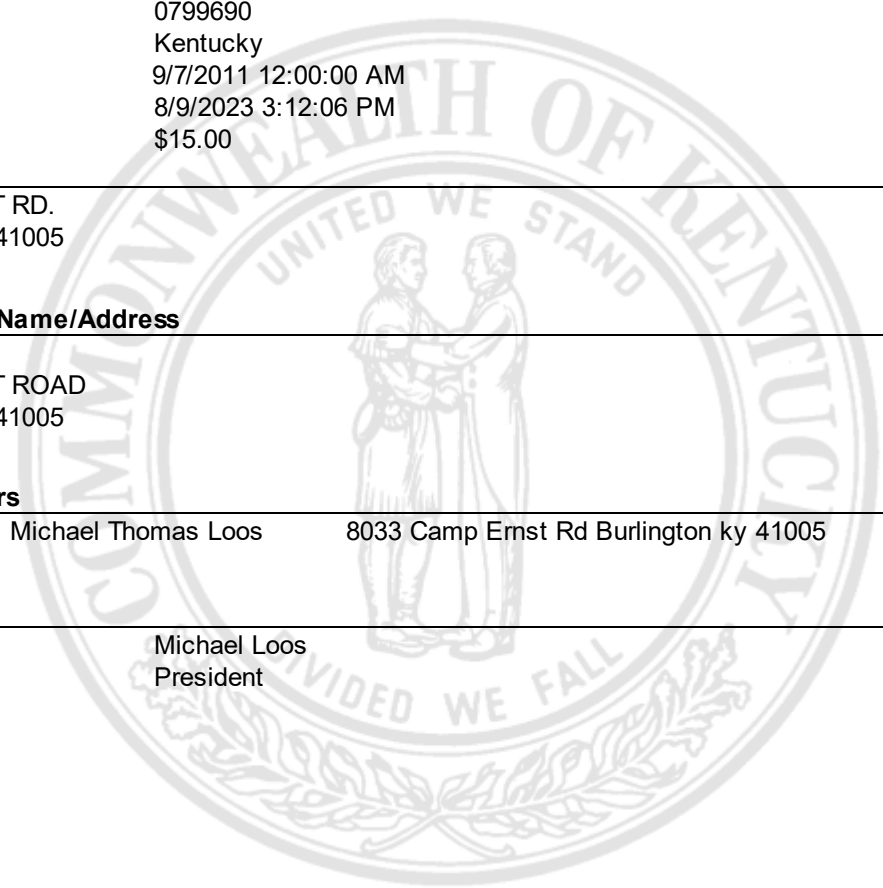 0799690
Kentucky
9/7/2011 12:00:00 AM
8/9/2023 3:12:06 PM
$15.00
T RD.
41005
Name/Address
T ROAD
41005
rs
Michael Thomas Loos 8033 Camp Ernst Rd Burlington ky 41005
Michael Loos
President
COMMONWEALTH OF KENTUCKY
UNITED WE STAND
DIVIDED WE FALL